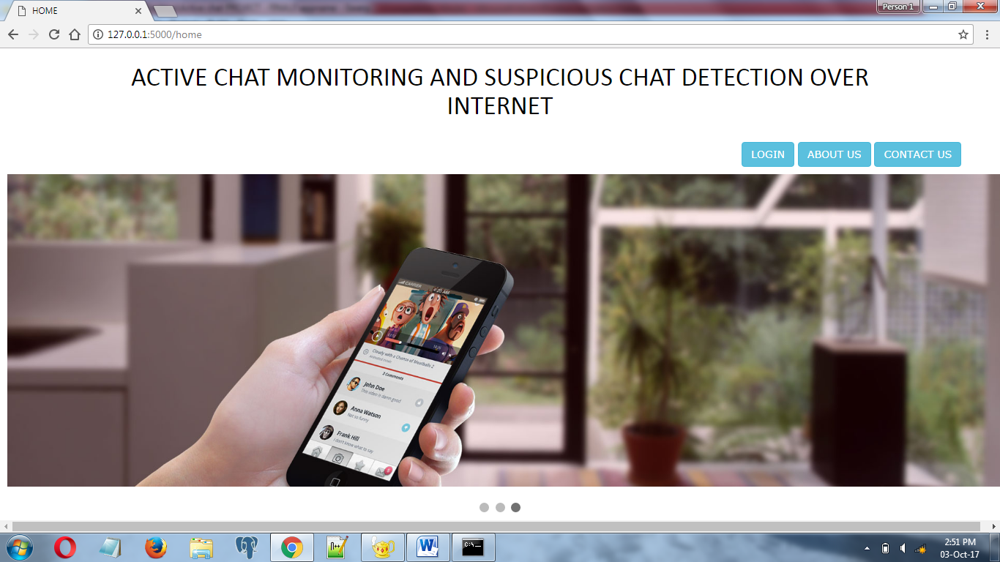 HOME
Person 1
127.0.0.1:5000/home
ACTIVE CHAT MONITORING AND SUSPICIOUS CHAT DETECTION OVER
INTERNET
LOGIN ABOUT US CONTACT US
CARRIER 4:20 AM
Cloudy with a Chance of Meatballs 2
animated movie
3 Comments
John Doe
This video is damn good
Anna Watson
Not so funny
Frank Hill
I don't know what to say
C:\
2:51 PM
03-Oct-17